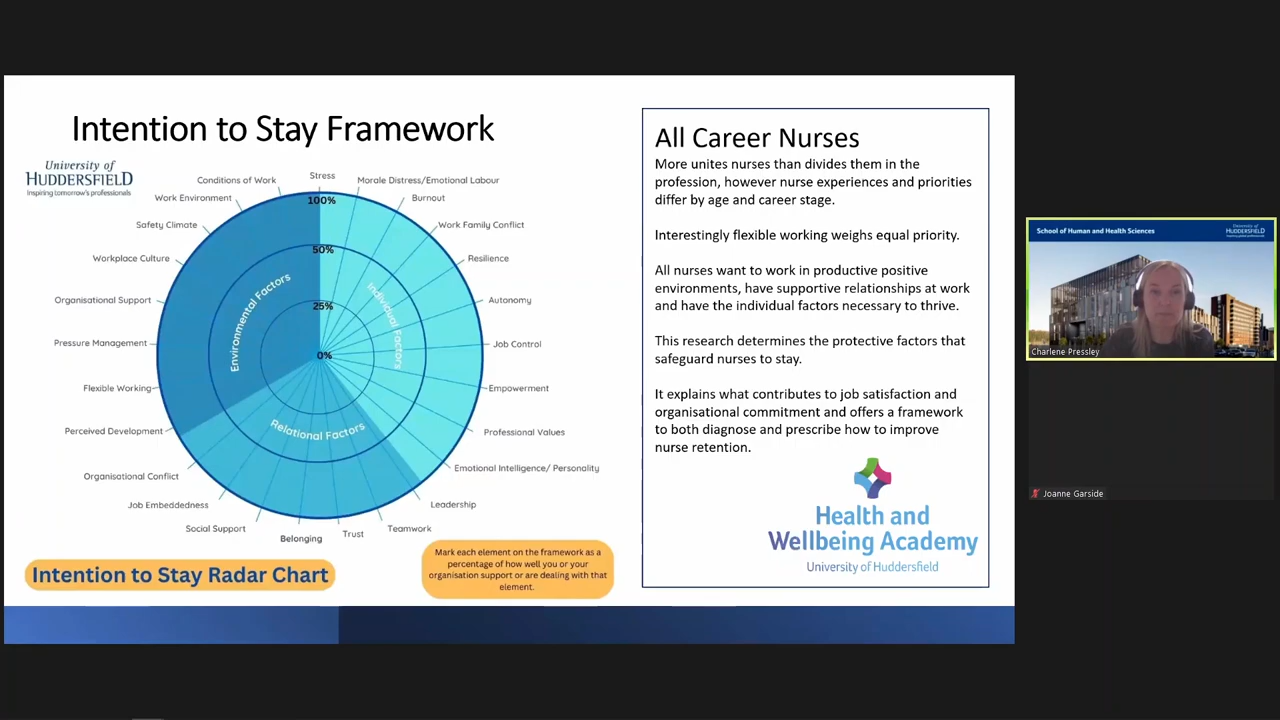 Intention to Stay Framework
University of
HUDDERSFIELD
Inspiring tomorrow's professionals
Stress
Morale Distress/Emotional Labour
Burnout
Work Family Conflict
Resilience
Autonomy
Job Control
Empowerment
Professional Values
Emotional Intelligence/ Personality
Leadership
Teamwork
Trust
Belonging
Social Support
Job Embeddedness
Organisational Conflict
Perceived Development
Flexible Working
Pressure Management
Organisational Support
Workplace Culture
Safety Climate
Work Environment
Conditions of Work
100%
50%
25%
0%
Environmental Factors
Individual Factors
Relational Factors
Intention to Stay Radar Chart
Mark each element on the framework as a
percentage of how well you or your
organisation support or are dealing with that
element.
All Career Nurses
More unites nurses than divides them in the
profession, however nurse experiences and priorities
differ by age and career stage.
Interestingly flexible working weighs equal priority.
All nurses want to work in productive positive
environments, have supportive relationships at work
and have the individual factors necessary to thrive.
This research determines the protective factors that
safeguard nurses to stay.
It explains what contributes to job satisfaction and
organisational commitment and offers a framework
to both diagnose and prescribe how to improve
nurse retention.
Health and
Wellbeing Academy
University of Huddersfield
School of Human and Health Sciences
University of
HUDDERSFIELD
Charlene Pressley
Joanne Garside